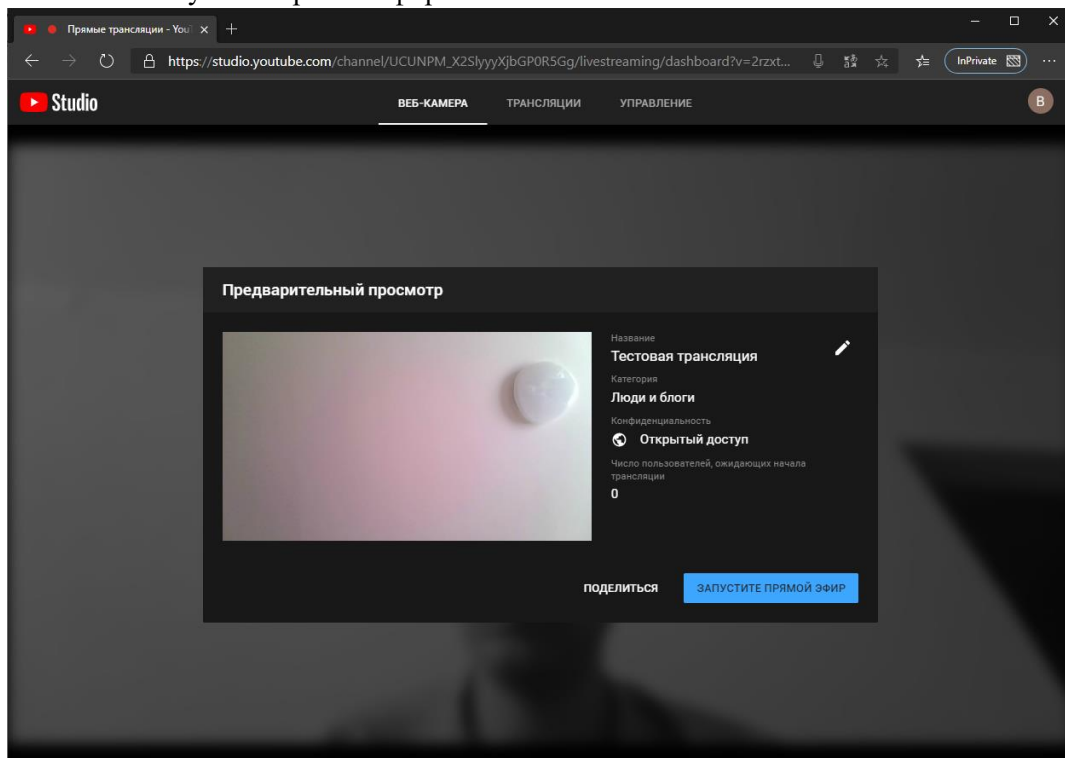 Прямые трансляции - You
https://studio.youtube.com/channel/UCUNPM_X2SlyyyXjbGP0R5Gg/livestreaming/dashboard?v=2rzxt...
InPrivate
Studio
ВЕБ-КАМЕРА ТРАНСЛЯЦИИ УПРАВЛЕНИЕ
B
Предварительный просмотр
Название
Тестовая трансляция
Категория
Люди и блоги
Конфиденциальность
Открытый доступ
Число пользователей, ожидающих начала
трансляции
0
ПОДЕЛИТЬСЯ ЗАПУСТИТЕ ПРЯМОЙ ЭФИР